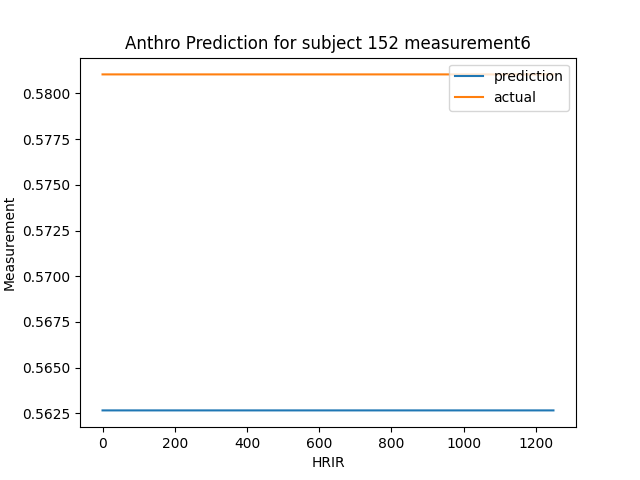 Anthro Prediction for subject 152 measurement6
prediction
actual
0.5800
0.5775
0.5750
0.5725
0.5700
0.5675
0.5650
0.5625
Measurement
0 200 400 600 800 1000 1200
HRIR